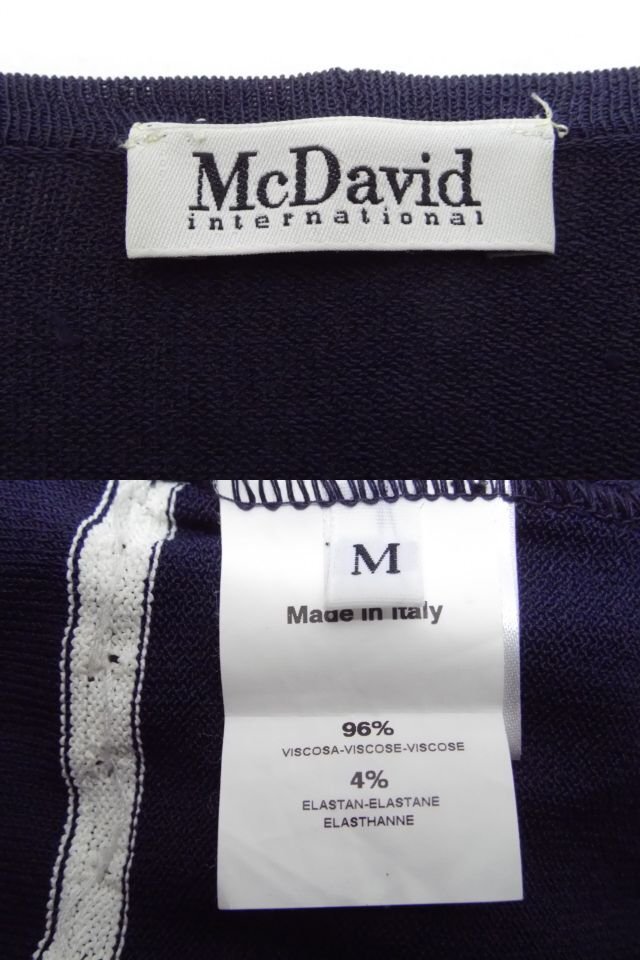 McDavid
international
M
Made in Italy
96%
VISCOSA-VISCOSE-VISCOSE
4%
ELASTAN-ELASTANE
ELASTHANNE